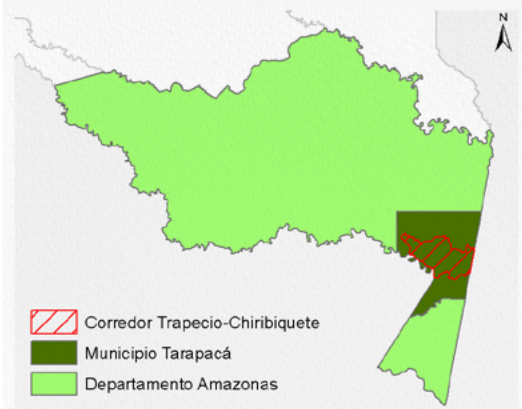 N
Corredor Trapecio-Chiribiquete
Municipio Tarapacá
Departamento Amazonas